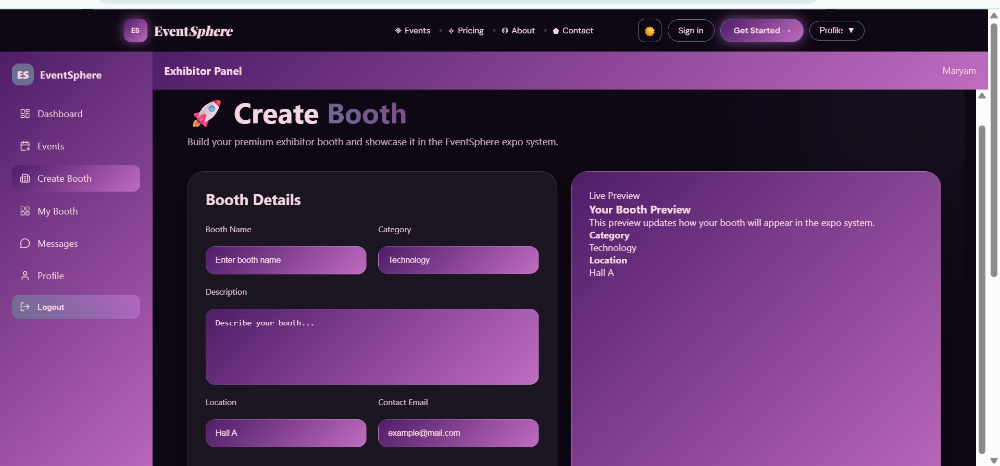 ES EventSphere
Events • Pricing • About • Contact
Sign in
Get Started →
Profile ▼
ES EventSphere
Dashboard
Events
Create Booth
My Booth
Messages
Profile
Logout
Exhibitor Panel
Maryam
Create Booth
Build your premium exhibitor booth and showcase it in the EventSphere expo system.
Booth Details
Booth Name
Enter booth name
Category
Technology
Description
Describe your booth...
Location
Hall A
Contact Email
example@mail.com
Live Preview
Your Booth Preview
This preview updates how your booth will appear in the expo system.
Category
Technology
Location
Hall A